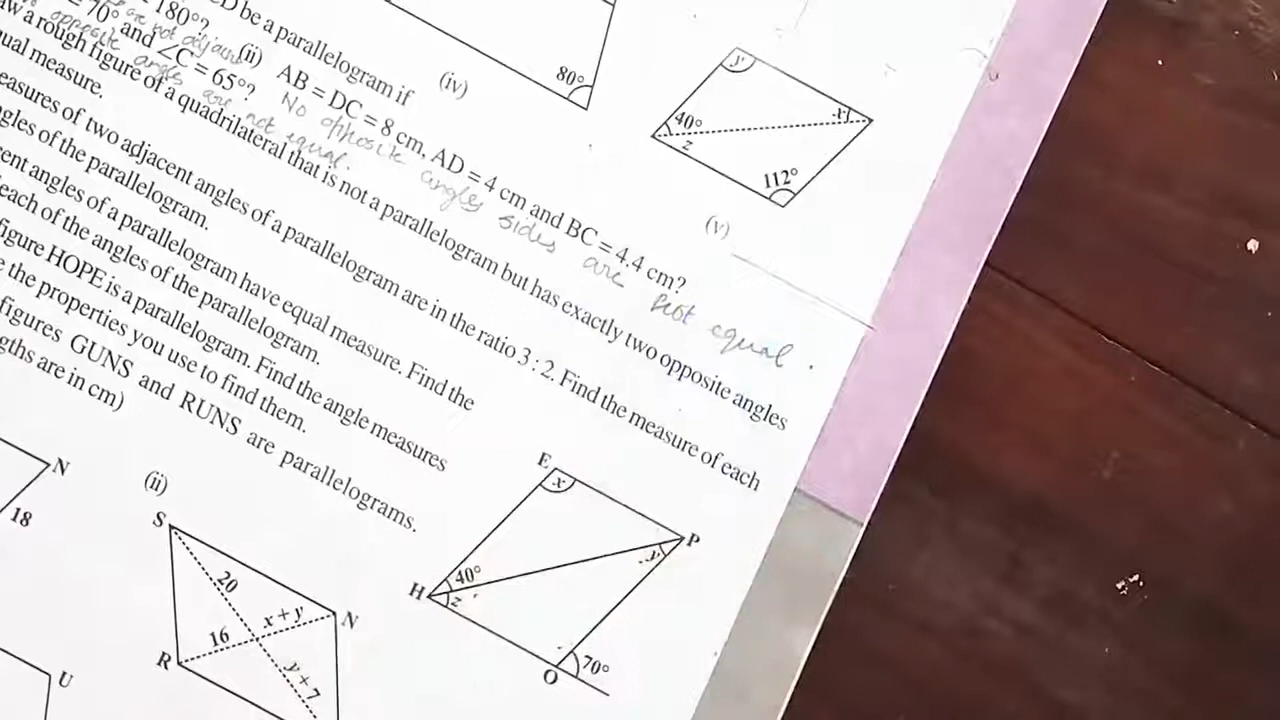 180°?
D be a parallelogram if
(ii) AB = DC = 8 cm, AD = 4 cm and BC = 4.4 cm?
No opposite angles sides are not equal.
= 70° and ∠C = 65°?
opposite angles are not equal.
aw a rough figure of a quadrilateral that is not a parallelogram but has exactly two opposite angles
ual measure.
easures of two adjacent angles of a parallelogram are in the ratio 3 : 2. Find the measure of each
ngles of the parallelogram.
ent angles of a parallelogram have equal measure. Find the
each of the angles of the parallelogram.
figure HOPE is a parallelogram. Find the angle measures
e the properties you use to find them.
figures GUNS and RUNS are parallelograms.
gths are in cm)
(iv)
80°
y
40°
x
z
112°
(v)
E
x
P
y
H
40°
z
O
70°
N
18
U
(ii)
S
20
x + y
N
16
R
y + 7